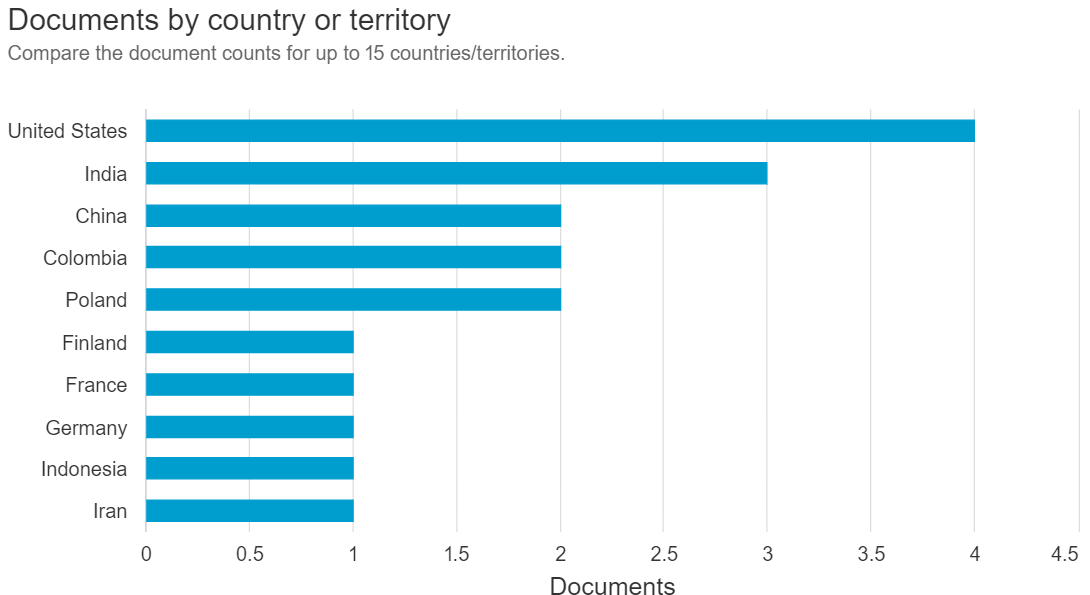 Documents by country or territory
Compare the document counts for up to 15 countries/territories.
United States
India
China
Colombia
Poland
Finland
France
Germany
Indonesia
Iran
0 0.5 1 1.5 2 2.5 3 3.5 4 4.5
Documents